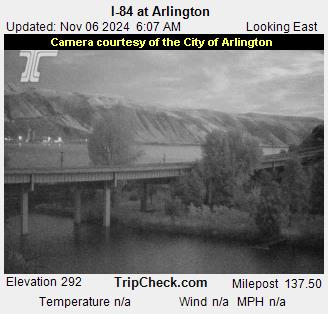 I-84 at Arlington
Updated: Nov 06 2024 6:07 AM Looking East
Camera courtesy of the City of Arlington
Elevation 292 TripCheck.com Milepost 137.50
Temperature n/a Wind n/a MPH n/a